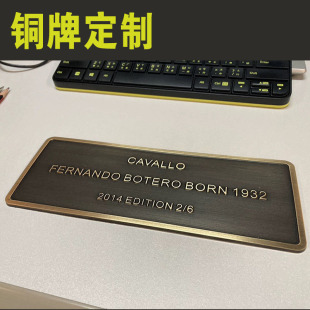 铜牌定制
CAVALLO
FERNANDO BOTERO BORN 1932
2014 EDITION 2/6